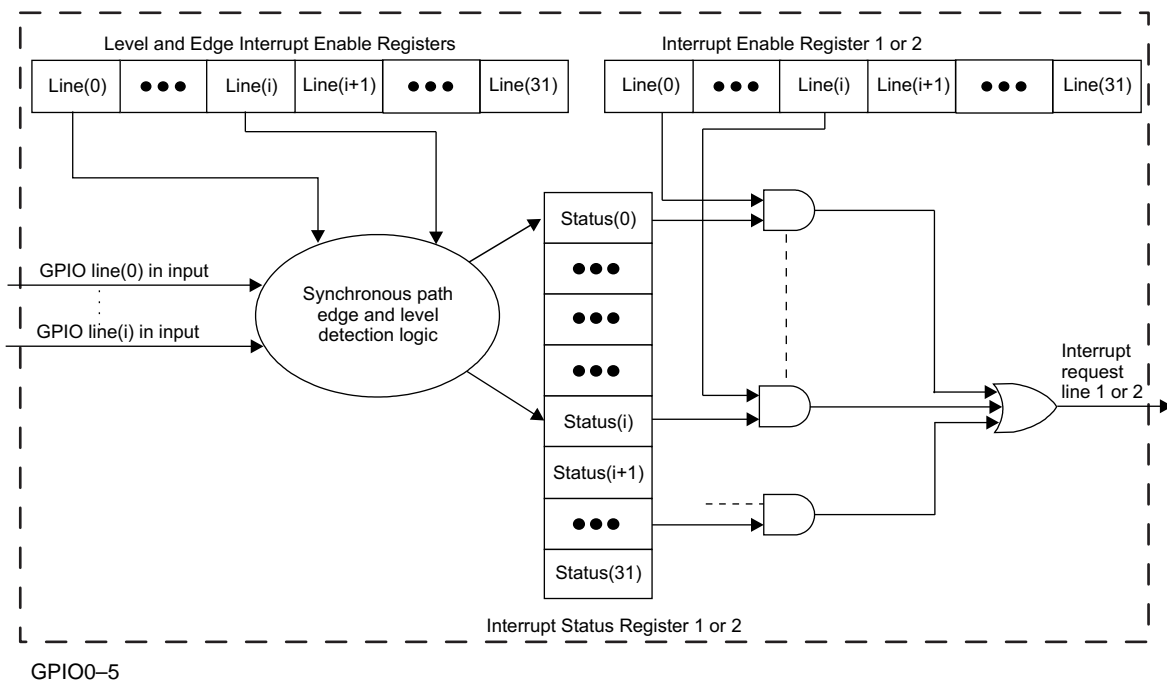 Level and Edge Interrupt Enable Registers
Interrupt Enable Register 1 or 2
Line(0) ●●● Line(i) Line(i+1) ●●● Line(31)
Line(0) ●●● Line(i) Line(i+1) ●●● Line(31)
GPIO line(0) in input
GPIO line(i) in input
Synchronous path
edge and level
detection logic
Status(0)
●●●
●●●
●●●
Status(i)
Status(i+1)
●●●
Status(31)
Interrupt
request
line 1 or 2
Interrupt Status Register 1 or 2
GPIO0–5